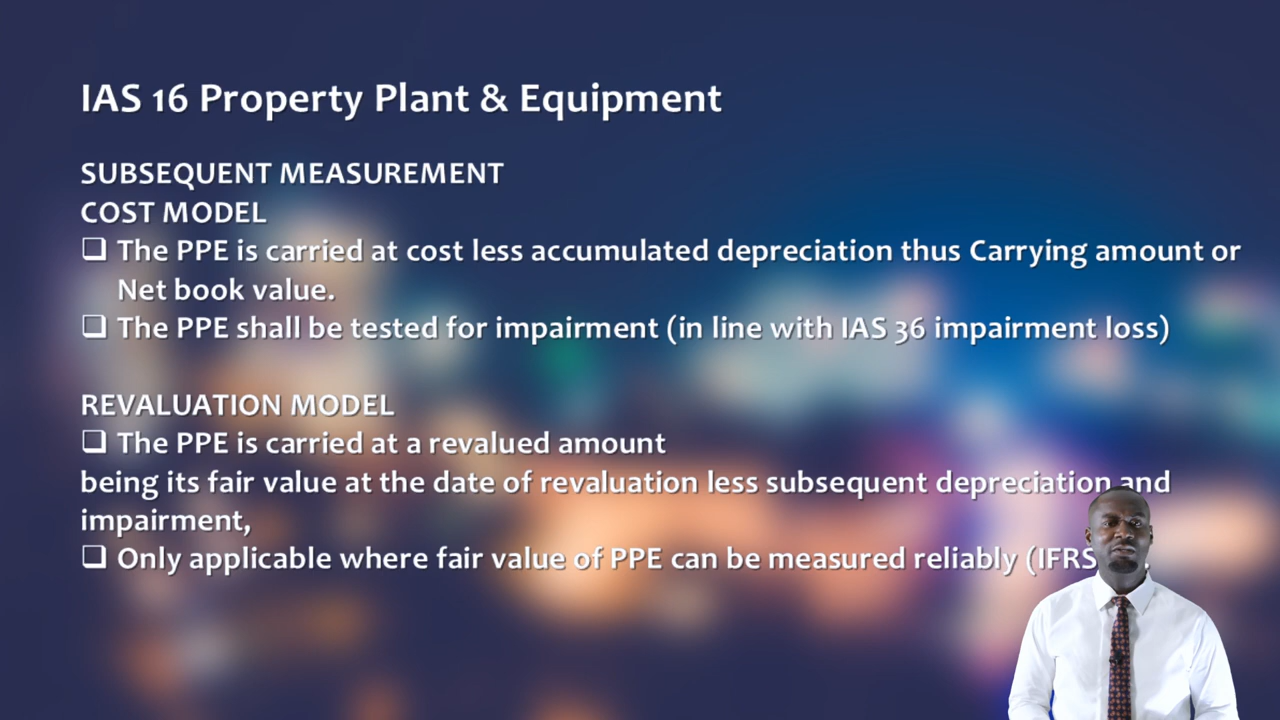 IAS 16 Property Plant & Equipment
SUBSEQUENT MEASUREMENT
COST MODEL
❑ The PPE is carried at cost less accumulated depreciation thus Carrying amount or
Net book value.
❑ The PPE shall be tested for impairment (in line with IAS 36 impairment loss)
REVALUATION MODEL
❑ The PPE is carried at a revalued amount
being its fair value at the date of revaluation less subsequent depreciation and
impairment,
❑ Only applicable where fair value of PPE can be measured reliably (IFRS